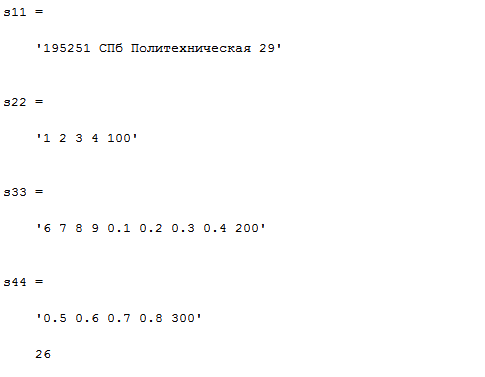 s11 =
'195251 СПб Политехническая 29'
s22 =
'1 2 3 4 100'
s33 =
'6 7 8 9 0.1 0.2 0.3 0.4 200'
s44 =
'0.5 0.6 0.7 0.8 300'
26